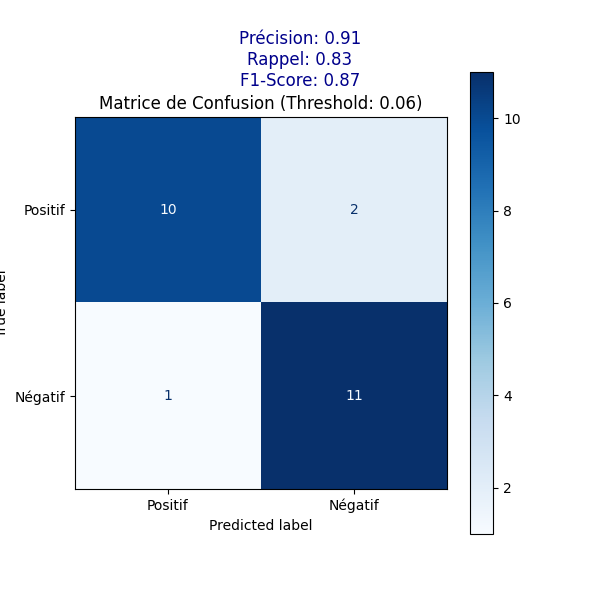 Précision: 0.91
Rappel: 0.83
F1-Score: 0.87
Matrice de Confusion (Threshold: 0.06)
Positif
10
2
Négatif
1
11
Positif
Négatif
Predicted label
label
10
8
6
4
2